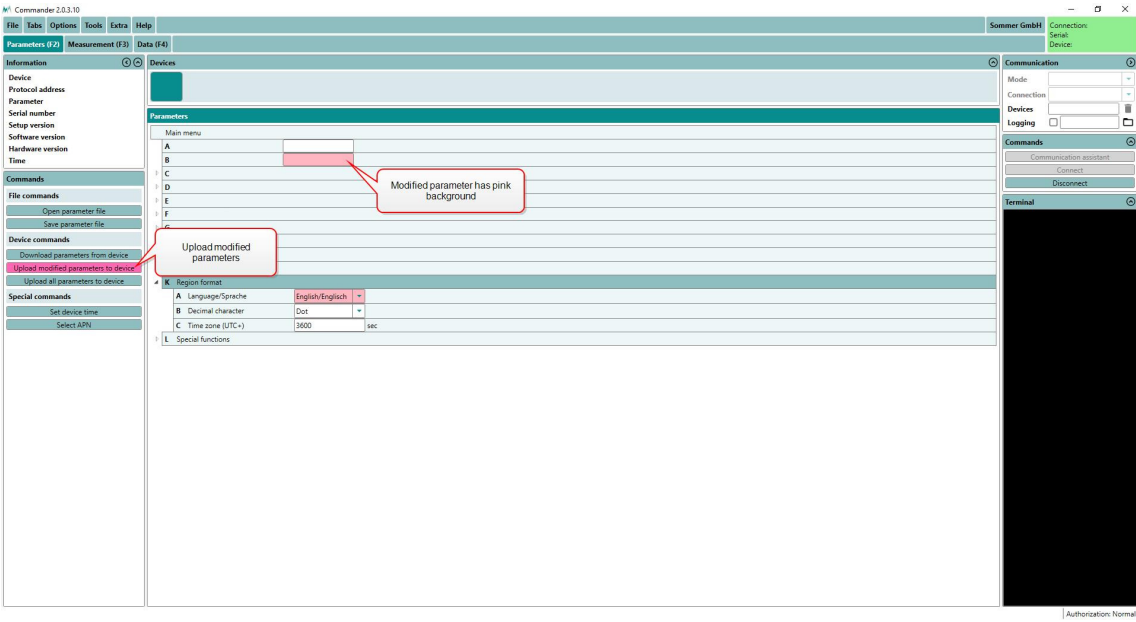 Commander 2.0.3.10
File Tabs Options Tools Extra Help
Sommer GmbH
Connection:
Serial:
Device:
Parameters (F2) Measurement (F3) Data (F4)
Information
Device
Protocol address
Parameter
Serial number
Setup version
Software version
Hardware version
Time
Commands
File commands
Open parameter file
Save parameter file
Device commands
Download parameters from device
Upload modified parameters to device
Upload all parameters to device
Special commands
Set device time
Select APN
Devices
Parameters
Main menu
A
B
C
D
E
F
G
Modified parameter has pink
background
Upload modified
parameters
K Region format
A Language/Sprache English/Englisch
B Decimal character Dot
C Time zone (UTC+) 3600 sec
L Special functions
Communication
Mode
Connection
Devices
Logging
Commands
Communication assistant
Connect
Disconnect
Terminal
Authorization: Normal